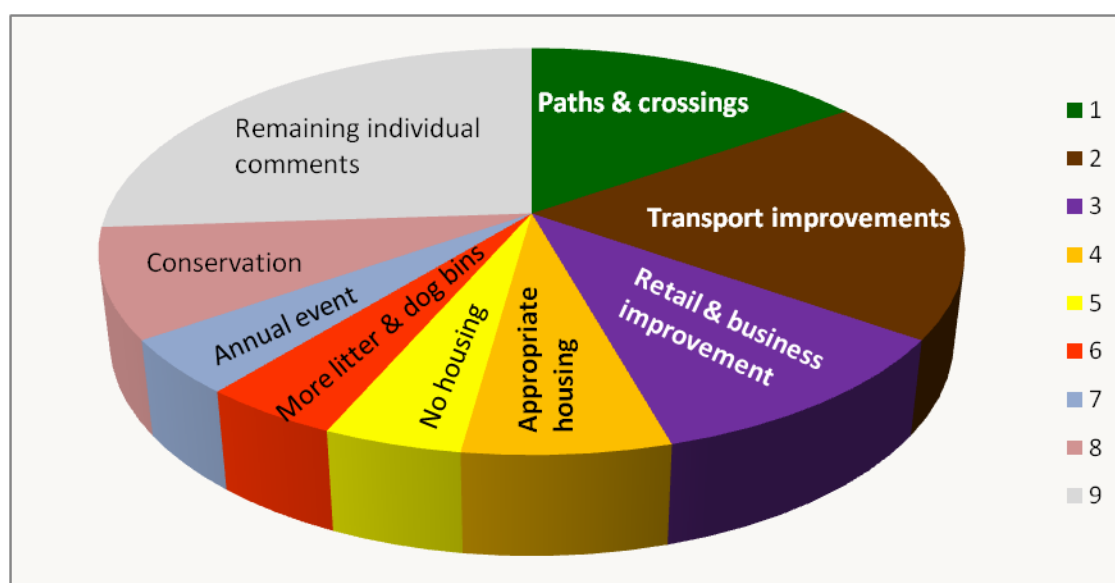 Paths & crossings
Transport improvements
Retail & business
improvement
Appropriate
housing
No housing
More litter & dog bins
Annual event
Conservation
Remaining individual
comments
1
2
3
4
5
6
7
8
9